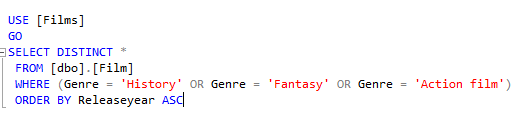 USE [Films]
GO
SELECT DISTINCT *
FROM [dbo].[Film]
WHERE (Genre = 'History' OR Genre = 'Fantasy' OR Genre = 'Action film')
ORDER BY Releaseyear ASC